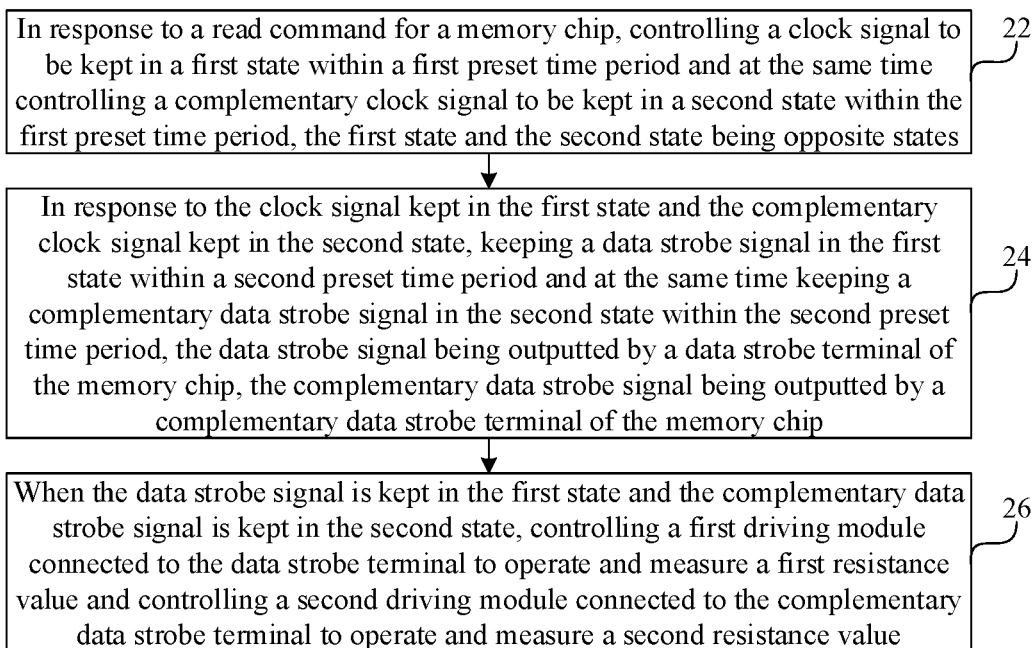 In response to a read command for a memory chip, controlling a clock signal to
be kept in a first state within a first preset time period and at the same time
controlling a complementary clock signal to be kept in a second state within the
first preset time period, the first state and the second state being opposite states
22
In response to the clock signal kept in the first state and the complementary
clock signal kept in the second state, keeping a data strobe signal in the first
state within a second preset time period and at the same time keeping a
complementary data strobe signal in the second state within the second preset
time period, the data strobe signal being outputted by a data strobe terminal of
the memory chip, the complementary data strobe signal being outputted by a
complementary data strobe terminal of the memory chip
24
When the data strobe signal is kept in the first state and the complementary data
strobe signal is kept in the second state, controlling a first driving module
connected to the data strobe terminal to operate and measure a first resistance
value and controlling a second driving module connected to the complementary
data strobe terminal to operate and measure a second resistance value
26